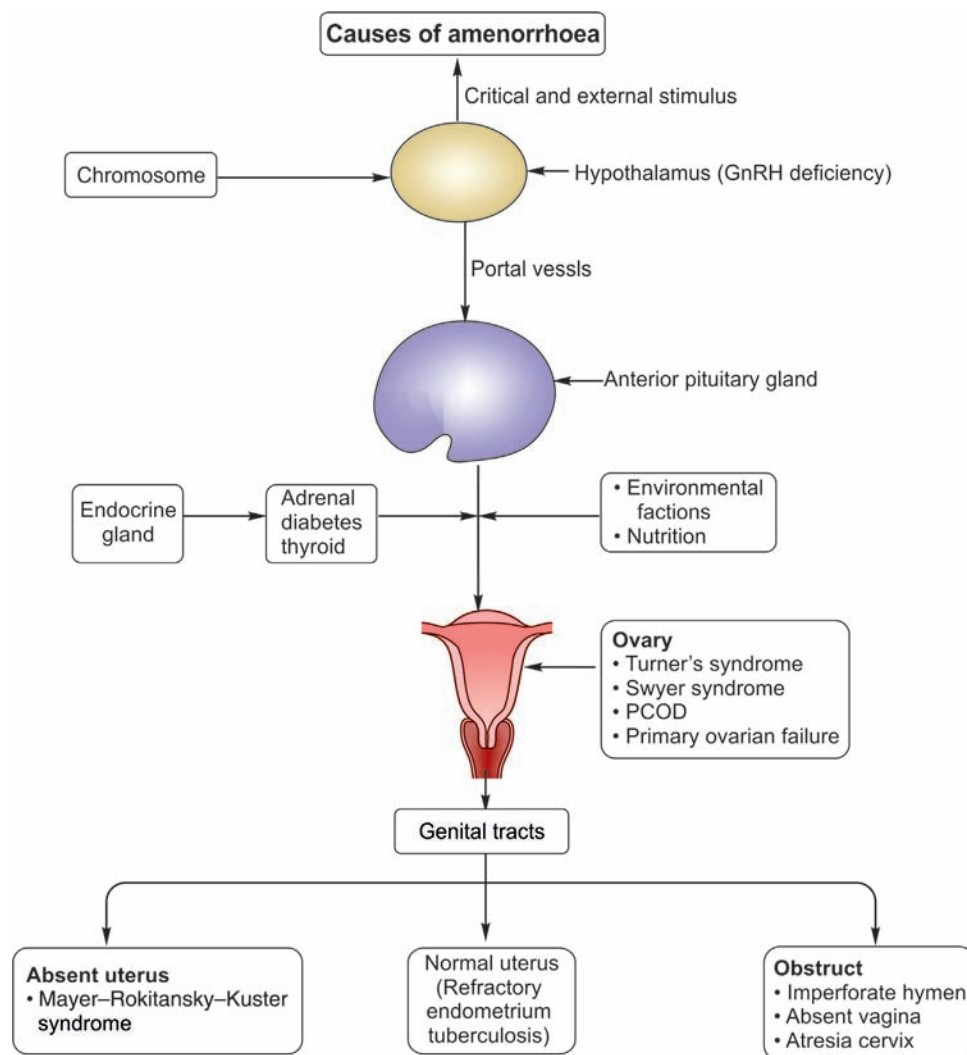 Causes of amenorrhoea
Critical and external stimulus
Chromosome
Hypothalamus (GnRH deficiency)
Portal vessls
Anterior pituitary gland
Endocrine
gland
Adrenal
diabetes
thyroid
• Environmental
factions
• Nutrition
Ovary
• Turner's syndrome
• Swyer syndrome
• PCOD
• Primary ovarian failure
Genital tracts
Absent uterus
• Mayer–Rokitansky–Kuster
syndrome
Normal uterus
(Refractory
endometrium
tuberculosis)
Obstruct
• Imperforate hymen
• Absent vagina
• Atresia cervix